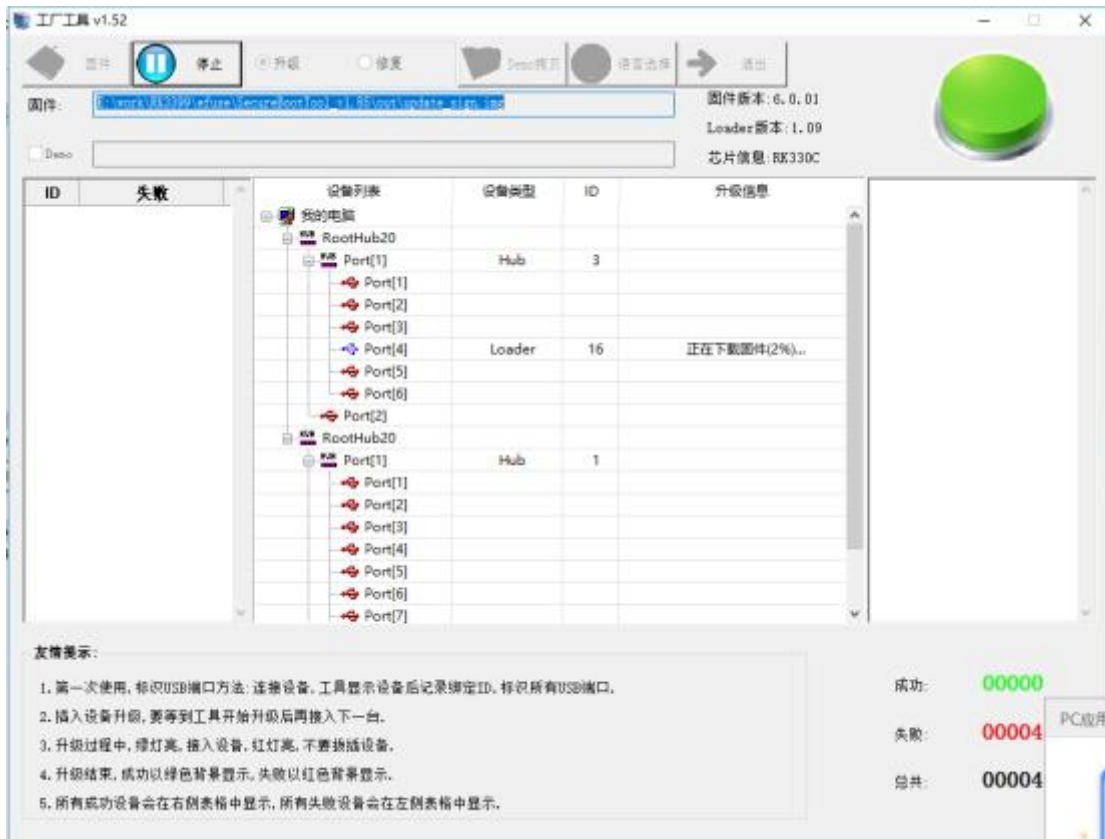 工厂工具 v1.52
固件 停止 升级 修复 Demo拷贝 语言选择 退出
固件: E:\work\RK3399\efuse\SecureBootTool_v1.85\out\update_sign.img
固件版本:6.0.01
Loader版本:1.09
Demo
芯片信息:RK330C
ID 失败 设备列表 设备类型 ID 升级信息
我的电脑
RootHub20
Port[1] Hub 3
Port[1]
Port[2]
Port[3]
Port[4] Loader 16 正在下载固件(2%)...
Port[5]
Port[6]
Port[2]
RootHub20
Port[1] Hub 1
Port[1]
Port[2]
Port[3]
Port[4]
Port[5]
Port[6]
Port[7]
友情提示:
1. 第一次使用, 标识USB端口方法: 连接设备, 工具显示设备后记录绑定ID, 标识所有USB端口.
2. 插入设备升级, 要等到工具开始升级后再接入下一台.
3. 升级过程中, 绿灯亮, 接入设备, 红灯亮, 不要拔插设备.
4. 升级结束, 成功以绿色背景显示, 失败以红色背景显示.
5. 所有成功设备会在右侧表格中显示, 所有失败设备会在左侧表格中显示.
成功: 00000
失败: 00004
总共: 00004
PC应用